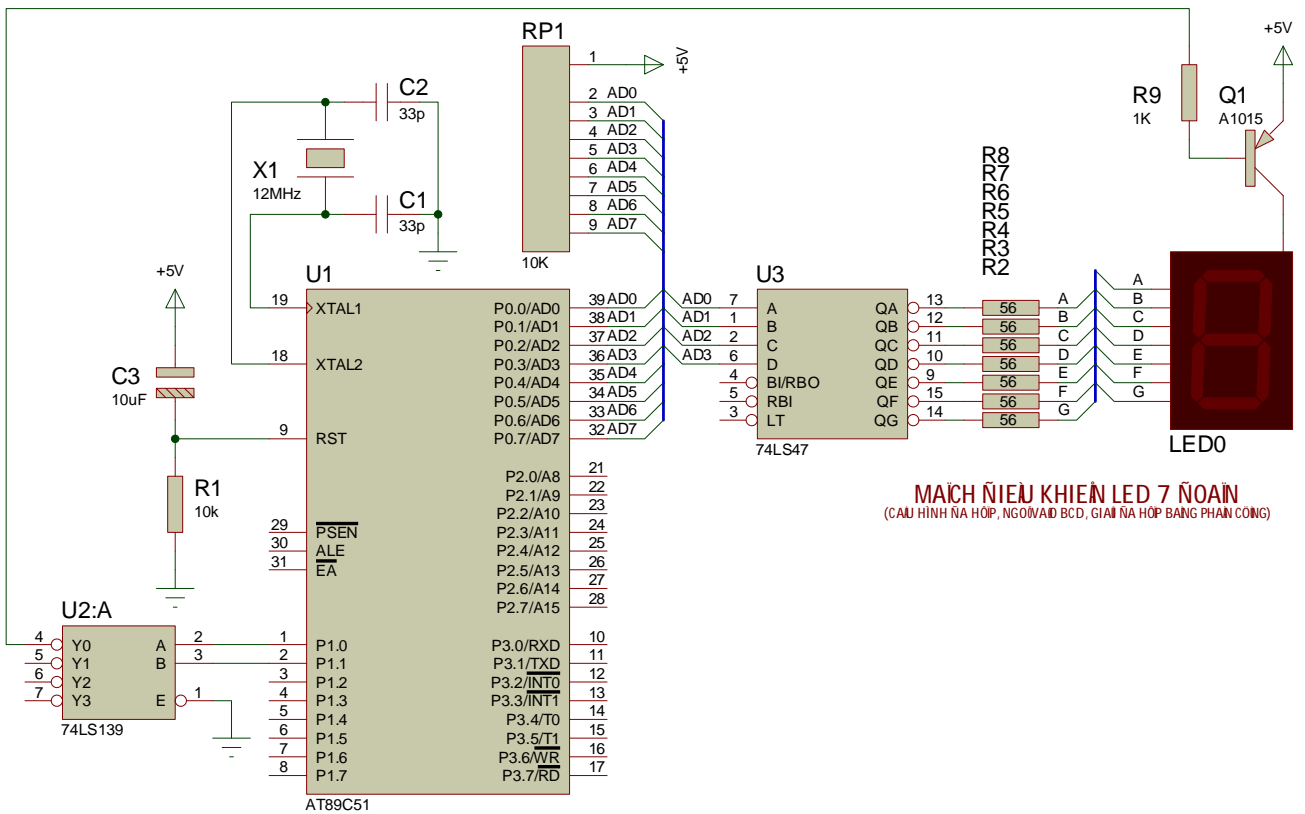 RP1
1
+5V
2 AD0
3 AD1
4 AD2
5 AD3
6 AD4
7 AD5
8 AD6
9 AD7
10K
C2
33p
X1
12MHz
C1
33p
R9
1K
Q1
A1015
+5V
R8
R7
R6
R5
R4
R3
R2
+5V
C3
10uF
R1
10k
U1
19 XTAL1
18 XTAL2
9 RST
29 PSEN
30 ALE
31 EA
1 P1.0
2 P1.1
3 P1.2
4 P1.3
5 P1.4
6 P1.5
7 P1.6
8 P1.7
P0.0/AD0 39 AD0
P0.1/AD1 38 AD1
P0.2/AD2 37 AD2
P0.3/AD3 36 AD3
P0.4/AD4 35 AD4
P0.5/AD5 34 AD5
P0.6/AD6 33 AD6
P0.7/AD7 32 AD7
P2.0/A8 21
P2.1/A9 22
P2.2/A10 23
P2.3/A11 24
P2.4/A12 25
P2.5/A13 26
P2.6/A14 27
P2.7/A15 28
P3.0/RXD 10
P3.1/TXD 11
P3.2/INT0 12
P3.3/INT1 13
P3.4/T0 14
P3.5/T1 15
P3.6/WR 16
P3.7/RD 17
AT89C51
U2:A
4 Y0 A 2
5 Y1 B 3
6 Y2
7 Y3 E 1
74LS139
U3
AD0 7 A QA 13 56 A
AD1 1 B QB 12 56 B
AD2 2 C QC 11 56 C
AD3 6 D QD 10 56 D
4 BI/RBO QE 9 56 E
5 RBI QF 15 56 F
3 LT QG 14 56 G
74LS47
A
B
C
D
E
F
G
LED0
LED 7
BCD,